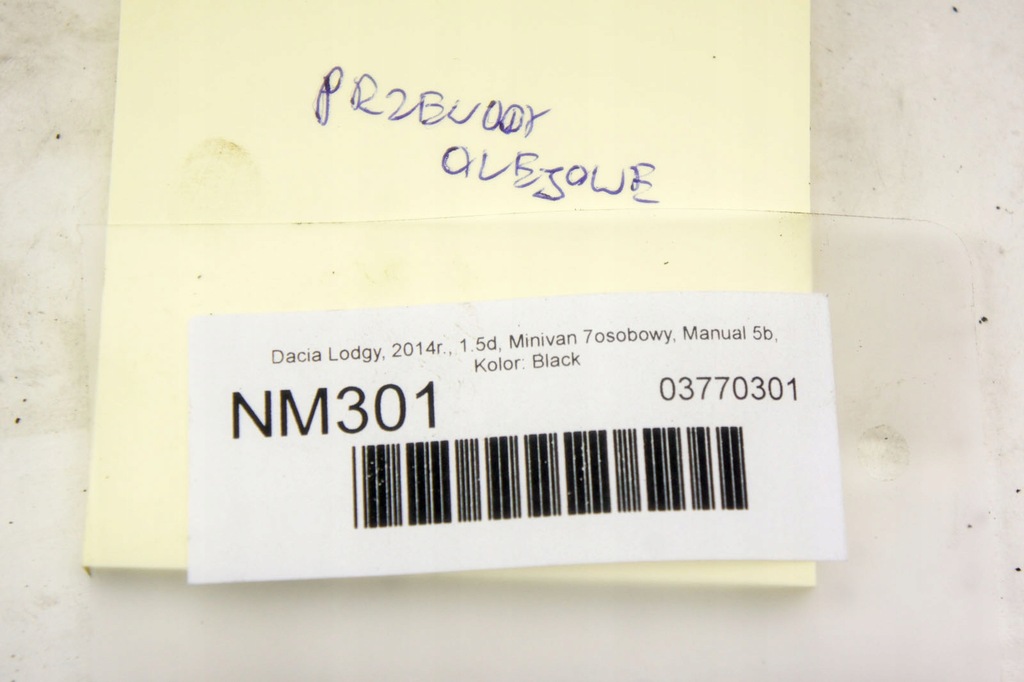 PRZEWODY
OLEJOWE
Dacia Lodgy, 2014r., 1.5d, Minivan 7osobowy, Manual 5b,
Kolor: Black
NM301
03770301